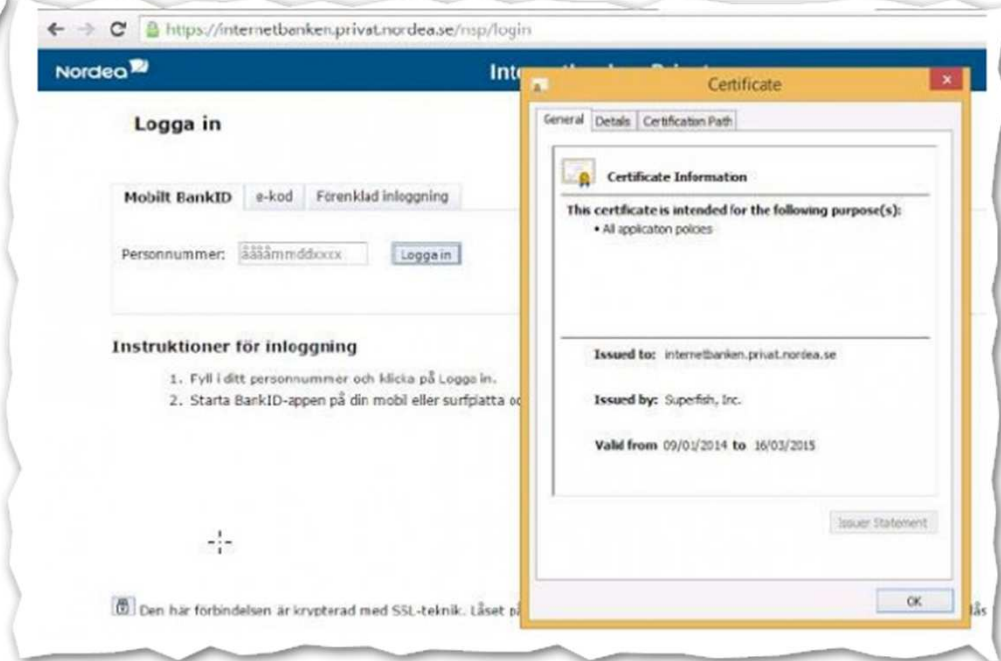 https://internetbanken.privat.nordea.se/nsp/login
Nordea
Logga in
Mobilt BankID e-kod Förenklad inloggning
Personnummer: ååååmmddxxxx Logga in
Instruktioner för inloggning
1. Fyll i ditt personnummer och klicka på Logga in.
2. Starta BankID-appen på din mobil eller surfplatta oc
Den här förbindelsen är krypterad med SSL-teknik. Låset på
lås
Certificate
General Details Certification Path
Certificate Information
This certificate is intended for the following purpose(s):
• All application policies
Issued to: internetbanken.privat.nordea.se
Issued by: Superfish, Inc.
Valid from 09/01/2014 to 16/03/2015
Issuer Statement
OK